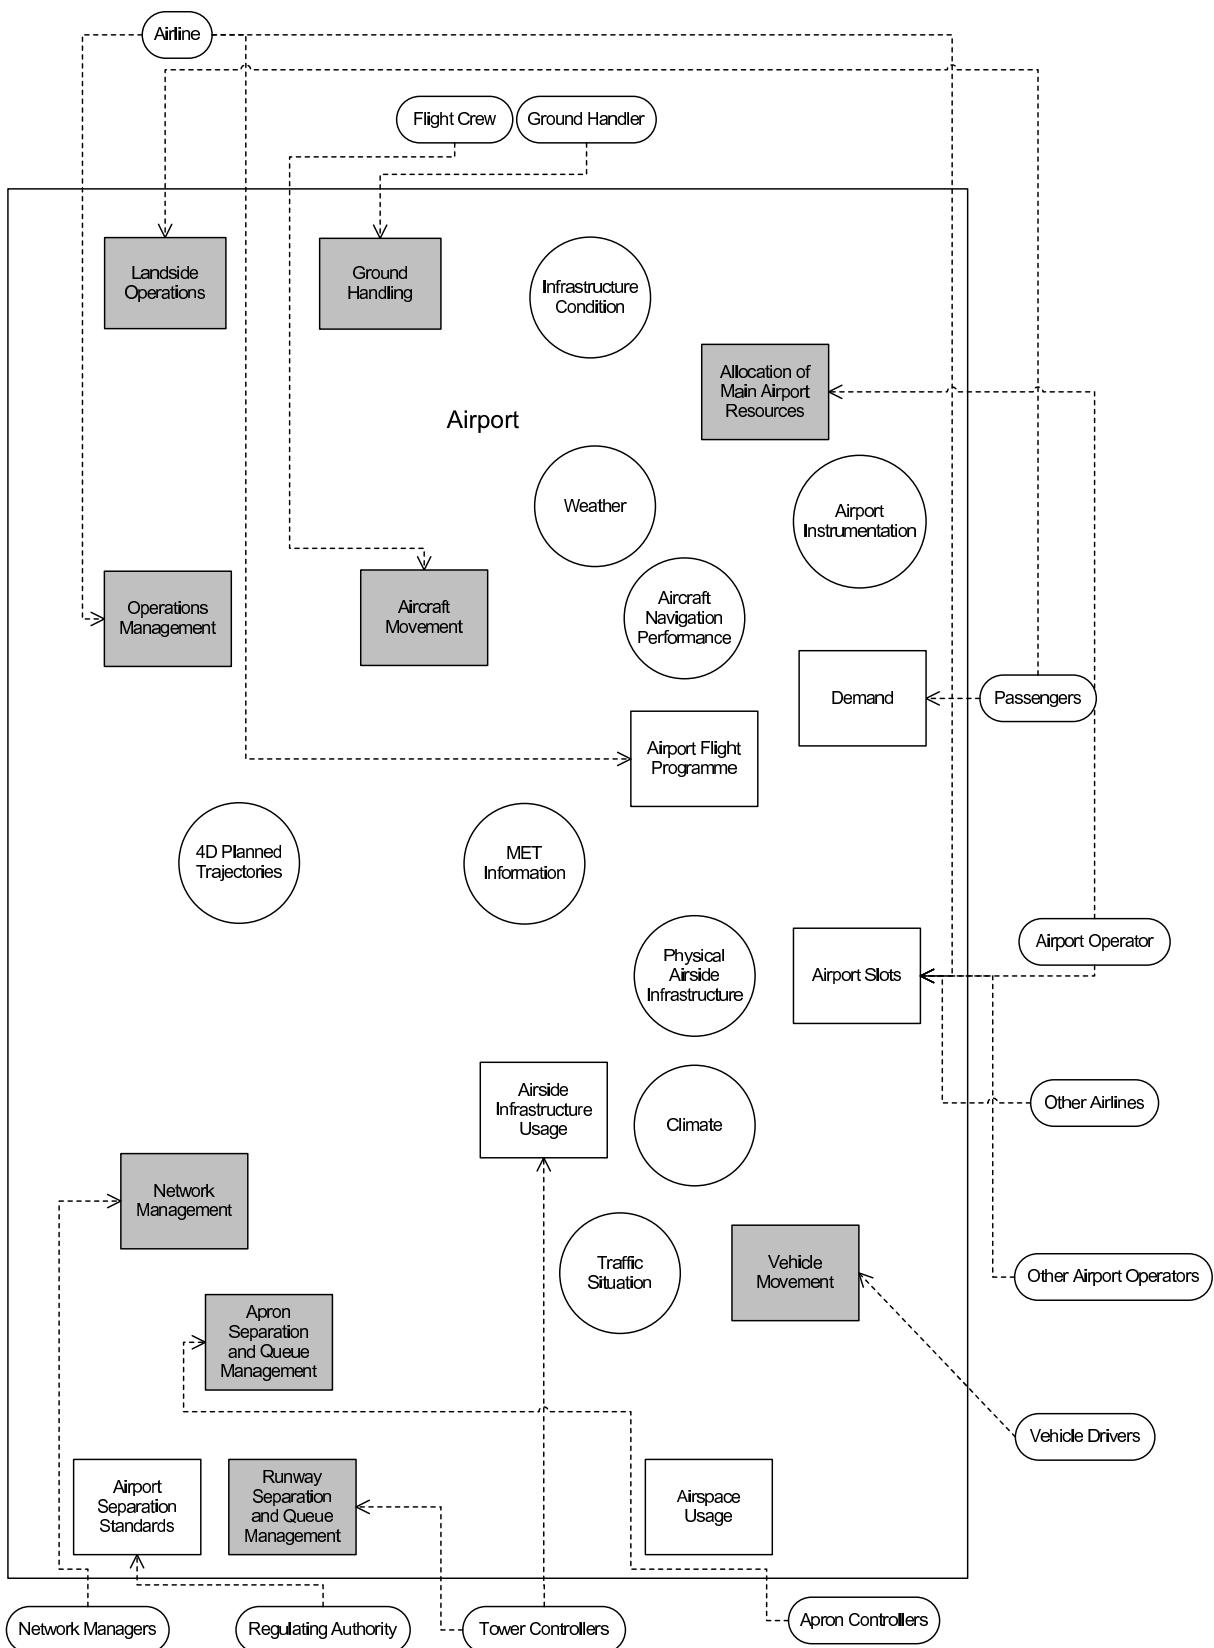 Airline
Flight Crew
Ground Handler
Landside
Operations
Ground
Handling
Infrastructure
Condition
Allocation of
Main Airport
Resources
Airport
Weather
Airport
Instrumentation
Operations
Management
Aircraft
Movement
Aircraft
Navigation
Performance
Demand
Passengers
Airport Flight
Programme
4D Planned
Trajectories
MET
Information
Physical
Airside
Infrastructure
Airport Slots
Airport Operator
Airside
Infrastructure
Usage
Climate
Other Airlines
Network
Management
Traffic
Situation
Vehicle
Movement
Other Airport Operators
Apron
Separation
and Queue
Management
Vehicle Drivers
Airport
Separation
Standards
Runway
Separation
and Queue
Management
Airspace
Usage
Network Managers
Regulating Authority
Tower Controllers
Apron Controllers